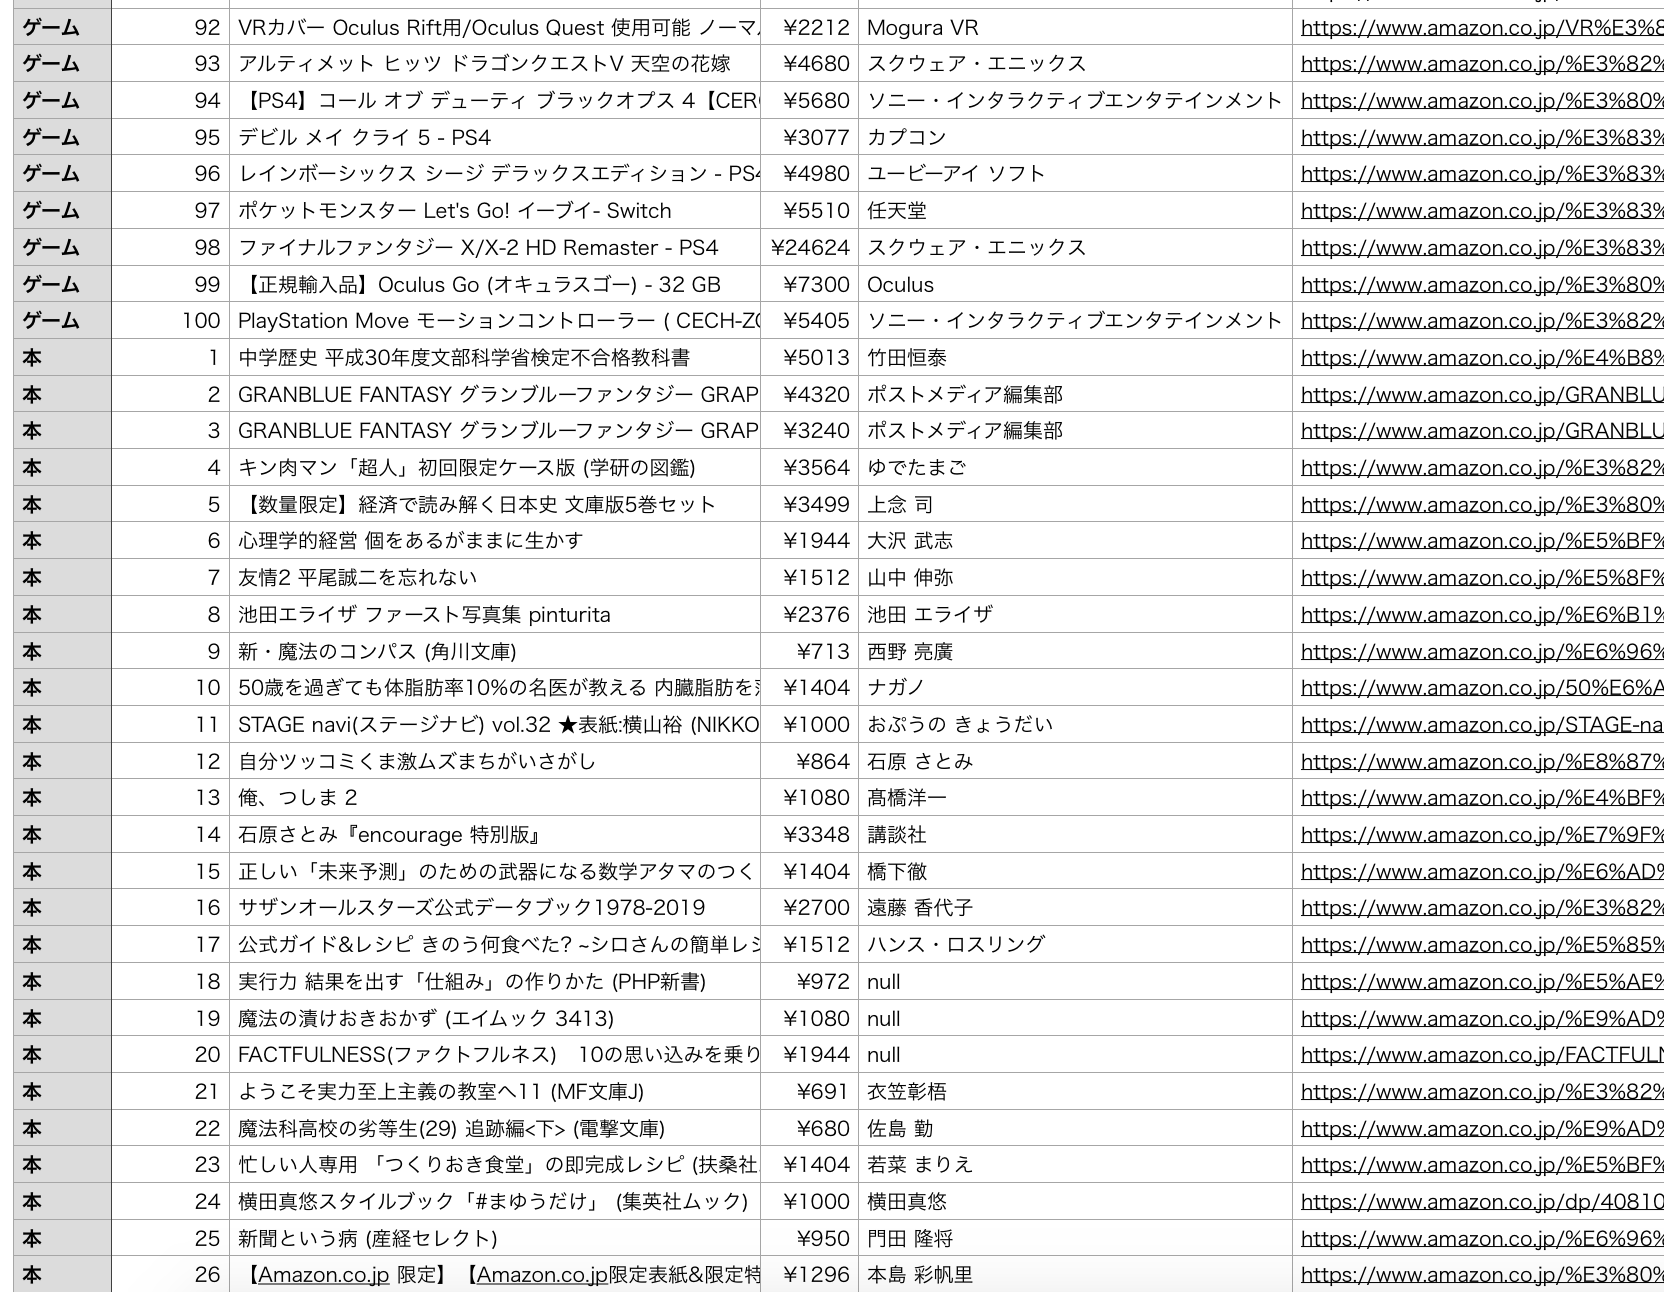 ゲーム 92 VRカバー Oculus Rift用/Oculus Quest 使用可能 ノーマ ¥2212 Mogura VR https://www.amazon.co.jp/VR%E3%8
ゲーム 93 アルティメット ヒッツ ドラゴンクエストV 天空の花嫁 ¥4680 スクウェア・エニックス https://www.amazon.co.jp/%E3%82%
ゲーム 94 【PS4】コール オブ デューティ ブラックオプス 4【CER ¥5680 ソニー・インタラクティブエンタテインメント https://www.amazon.co.jp/%E3%80%
ゲーム 95 デビル メイ クライ 5 - PS4 ¥3077 カプコン https://www.amazon.co.jp/%E3%83%
ゲーム 96 レインボーシックス シージ デラックスエディション - PS4 ¥4980 ユービーアイ ソフト https://www.amazon.co.jp/%E3%83%
ゲーム 97 ポケットモンスター Let's Go! イーブイ- Switch ¥5510 任天堂 https://www.amazon.co.jp/%E3%83%
ゲーム 98 ファイナルファンタジー X/X-2 HD Remaster - PS4 ¥24624 スクウェア・エニックス https://www.amazon.co.jp/%E3%83%
ゲーム 99 【正規輸入品】Oculus Go (オキュラスゴー) - 32 GB ¥7300 Oculus https://www.amazon.co.jp/%E3%80%
ゲーム 100 PlayStation Move モーションコントローラー ( CECH-ZC ¥5405 ソニー・インタラクティブエンタテインメント https://www.amazon.co.jp/%E3%82%
本 1 中学歴史 平成30年度文部科学省検定不合格教科書 ¥5013 竹田恒泰 https://www.amazon.co.jp/%E4%B8%
本 2 GRANBLUE FANTASY グランブルーファンタジー GRAP ¥4320 ポストメディア編集部 https://www.amazon.co.jp/GRANBLU
本 3 GRANBLUE FANTASY グランブルーファンタジー GRAP ¥3240 ポストメディア編集部 https://www.amazon.co.jp/GRANBLU
本 4 キン肉マン「超人」初回限定ケース版 (学研の図鑑) ¥3564 ゆでたまご https://www.amazon.co.jp/%E3%82%
本 5 【数量限定】経済で読み解く日本史 文庫版5巻セット ¥3499 上念 司 https://www.amazon.co.jp/%E3%80%
本 6 心理学的経営 個をあるがままに生かす ¥1944 大沢 武志 https://www.amazon.co.jp/%E5%BF%
本 7 友情2 平尾誠二を忘れない ¥1512 山中 伸弥 https://www.amazon.co.jp/%E5%8F%
本 8 池田エライザ ファースト写真集 pinturita ¥2376 池田 エライザ https://www.amazon.co.jp/%E6%B1%
本 9 新・魔法のコンパス (角川文庫) ¥713 西野 亮廣 https://www.amazon.co.jp/%E6%96%
本 10 50歳を過ぎても体脂肪率10%の名医が教える 内臓脂肪を ¥1404 ナガノ https://www.amazon.co.jp/50%E6%A
本 11 STAGE navi(ステージナビ) vol.32 ★表紙:横山裕 (NIKKO ¥1000 おぷうの きょうだい https://www.amazon.co.jp/STAGE-na
本 12 自分ツッコミくま激ムズまちがいさがし ¥864 石原 さとみ https://www.amazon.co.jp/%E8%87%
本 13 俺、つしま 2 ¥1080 髙橋洋一 https://www.amazon.co.jp/%E4%BF%
本 14 石原さとみ『encourage 特別版』 ¥3348 講談社 https://www.amazon.co.jp/%E7%9F%
本 15 正しい「未来予測」のための武器になる数学アタマのつく ¥1404 橋下徹 https://www.amazon.co.jp/%E6%AD%
本 16 サザンオールスターズ公式データブック1978-2019 ¥2700 遠藤 香代子 https://www.amazon.co.jp/%E3%82%
本 17 公式ガイド&レシピ きのう何食べた? ~シロさんの簡単レシ ¥1512 ハンス・ロスリング https://www.amazon.co.jp/%E5%85%
本 18 実行力 結果を出す「仕組み」の作りかた (PHP新書) ¥972 null https://www.amazon.co.jp/%E5%AE%
本 19 魔法の漬けおきおかず (エイムック 3413) ¥1080 null https://www.amazon.co.jp/%E9%AD%
本 20 FACTFULNESS(ファクトフルネス)　10の思い込みを乗り ¥1944 null https://www.amazon.co.jp/FACTFULN
本 21 ようこそ実力至上主義の教室へ11 (MF文庫J) ¥691 衣笠彰梧 https://www.amazon.co.jp/%E3%82%
本 22 魔法科高校の劣等生(29) 追跡編<下> (電撃文庫) ¥680 佐島 勤 https://www.amazon.co.jp/%E9%AD%
本 23 忙しい人専用 「つくりおき食堂」の即完成レシピ (扶桑社 ¥1404 若菜 まりえ https://www.amazon.co.jp/%E5%BF%
本 24 横田真悠スタイルブック「#まゆうだけ」 (集英社ムック) ¥1000 横田真悠 https://www.amazon.co.jp/dp/40810
本 25 新聞という病 (産経セレクト) ¥950 門田 隆将 https://www.amazon.co.jp/%E6%96%
本 26 【Amazon.co.jp 限定】【Amazon.co.jp限定表紙&限定特 ¥1296 本島 彩帆里 https://www.amazon.co.jp/%E3%80%